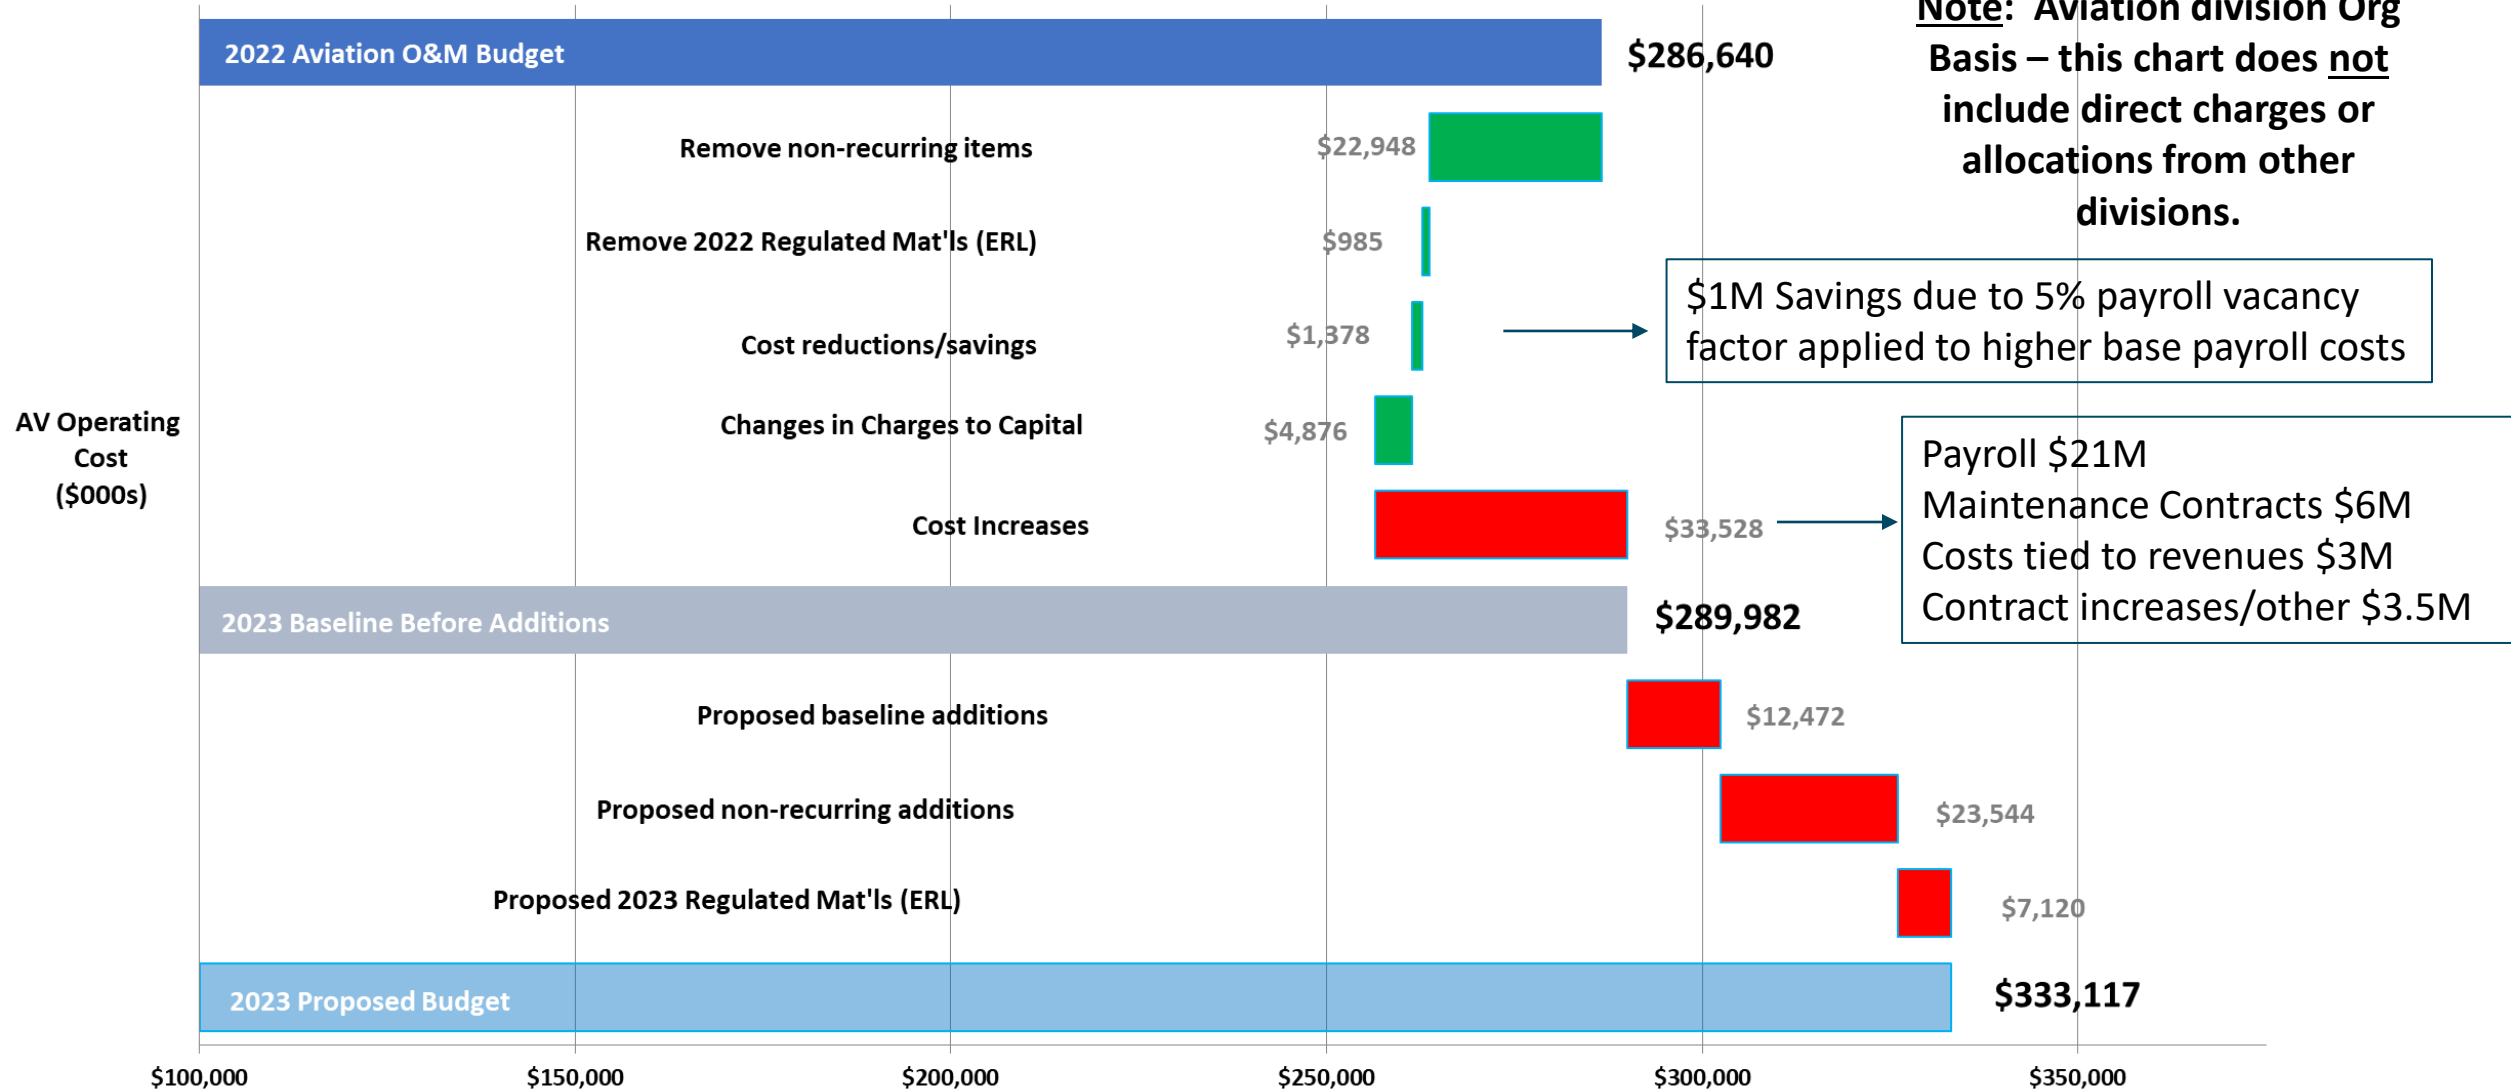 Note: Aviation division Org
Basis – this chart does not
include direct charges or
allocations from other
divisions.
2022 Aviation O&M Budget
$286,640
Remove non-recurring items
$22,948
Remove 2022 Regulated Mat'ls (ERL)
$985
Cost reductions/savings
$1,378
$1M Savings due to 5% payroll vacancy
factor applied to higher base payroll costs
Changes in Charges to Capital
$4,876
AV Operating
Cost
($000s)
Cost Increases
$33,528
Payroll $21M
Maintenance Contracts $6M
Costs tied to revenues $3M
Contract increases/other $3.5M
2023 Baseline Before Additions
$289,982
Proposed baseline additions
$12,472
Proposed non-recurring additions
$23,544
Proposed 2023 Regulated Mat'ls (ERL)
$7,120
2023 Proposed Budget
$333,117
$100,000
$150,000
$200,000
$250,000
$300,000
$350,000